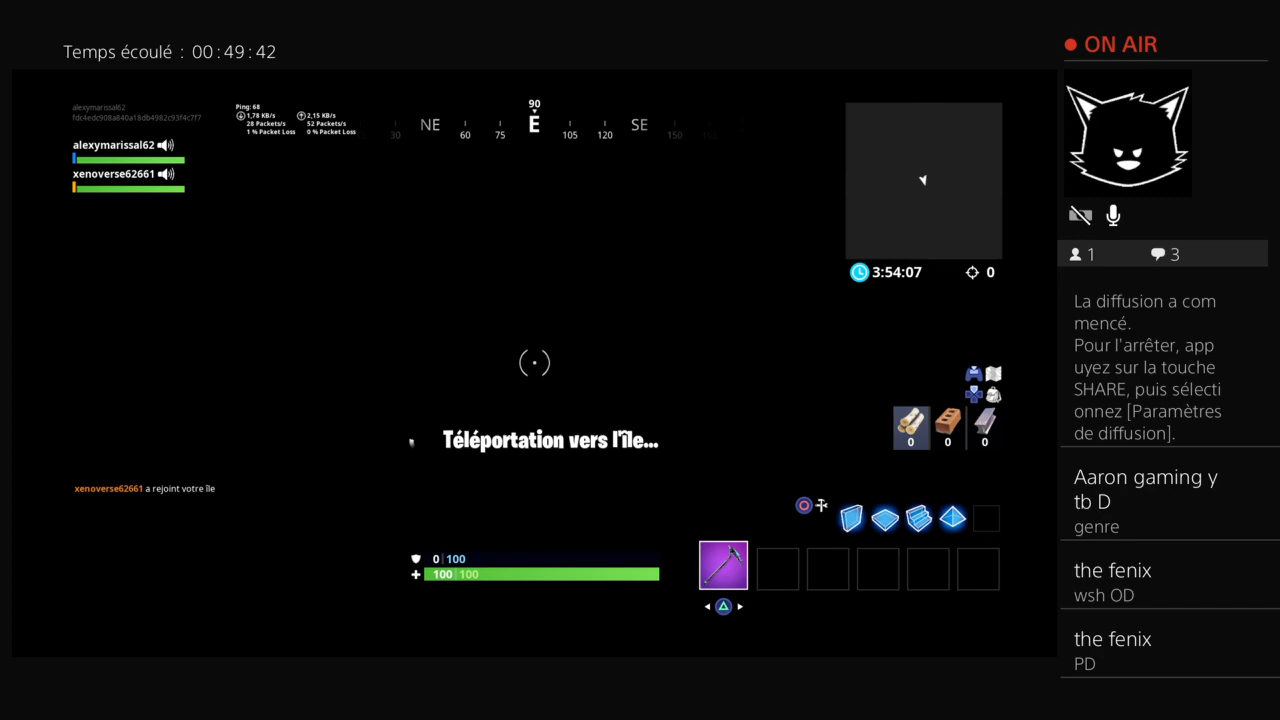 Temps écoulé : 00:49:42
ON AIR
alexymarissal62
fdc4edc908a840a18db4982c93f4c7f7
Ping: 68
1,78 KB/s
2,15 KB/s
28 Packets/s
52 Packets/s
1 % Packet Loss
0 % Packet Loss
90
30 NE 60 75 E 105 120 SE 150
alexymarissal62
xenoverse62661
3:54:07
0
1
3
La diffusion a com
mencé.
Pour l'arrêter, app
uyez sur la touche
SHARE, puis sélecti
onnez [Paramètres
de diffusion].
0 0 0
Téléportation vers l'île...
xenoverse62661 a rejoint votre île
0 | 100
100 | 100
Aaron gaming y
tb D
genre
the fenix
wsh OD
the fenix
PD